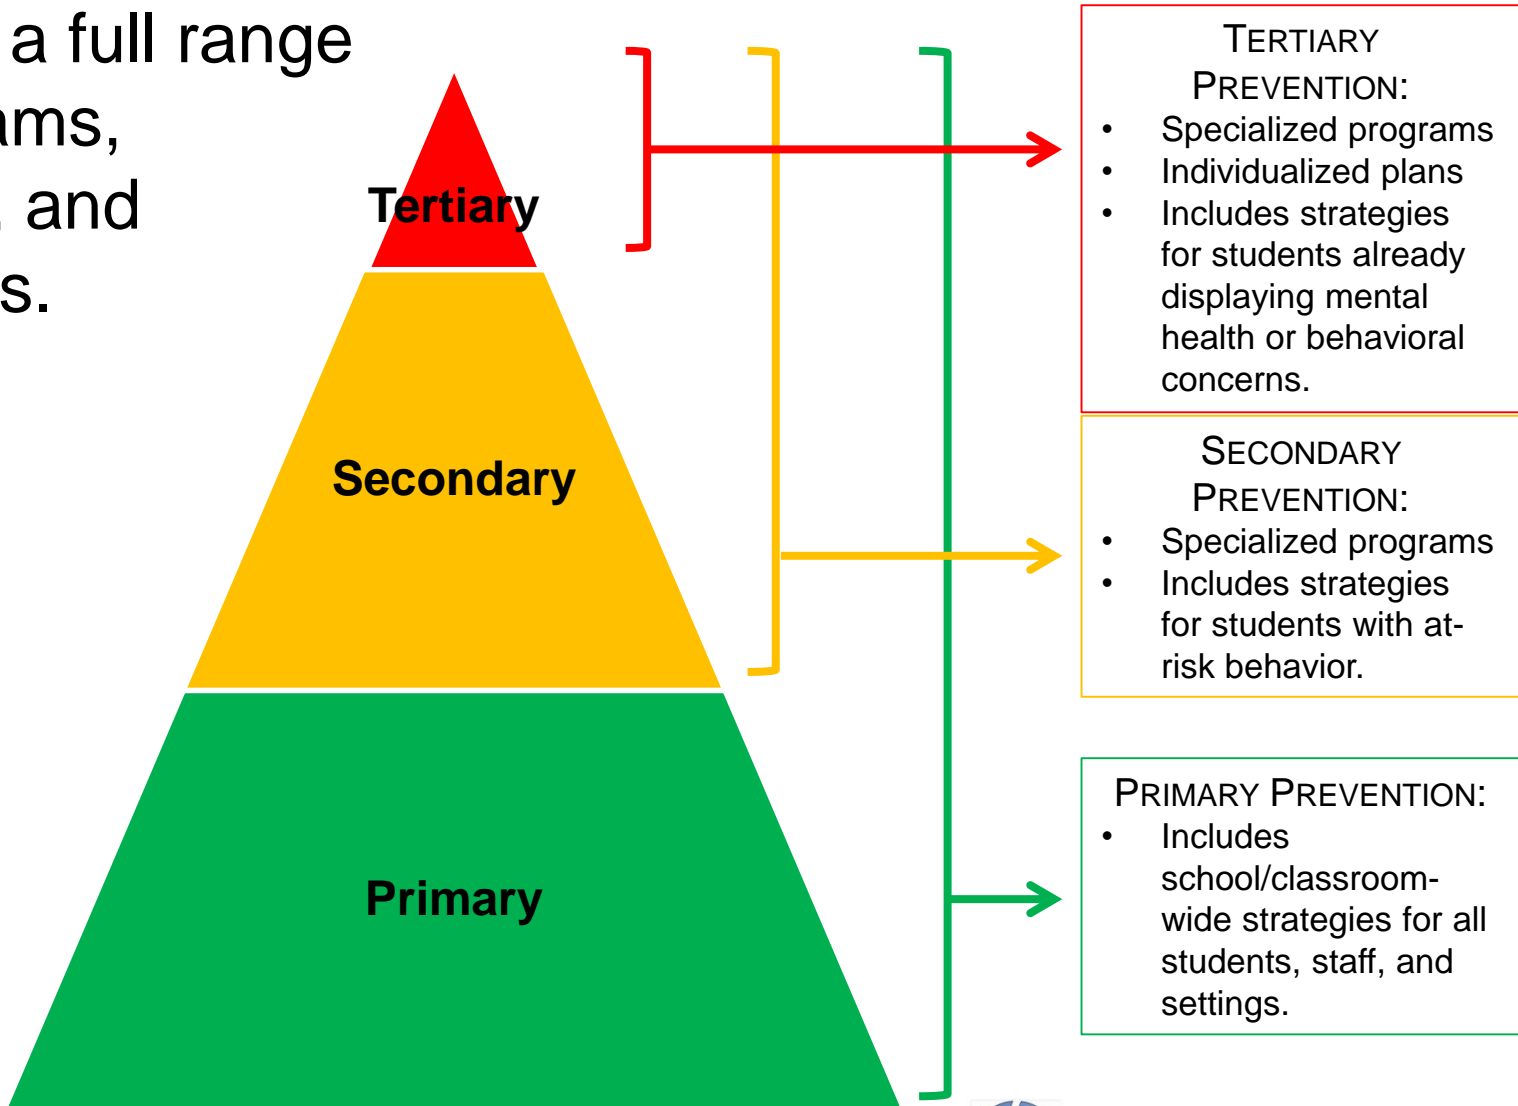 a full range
and
Tertiary
Secondary
Primary
TERTIARY
PREVENTION:
• Specialized programs
• Individualized plans
• Includes strategies
for students already
displaying mental
health or behavioral
concerns.
SECONDARY
PREVENTION:
• Specialized programs
• Includes strategies
for students with at-
risk behavior.
PRIMARY PREVENTION:
• Includes
school/classroom-
wide strategies for all
students, staff, and
settings.